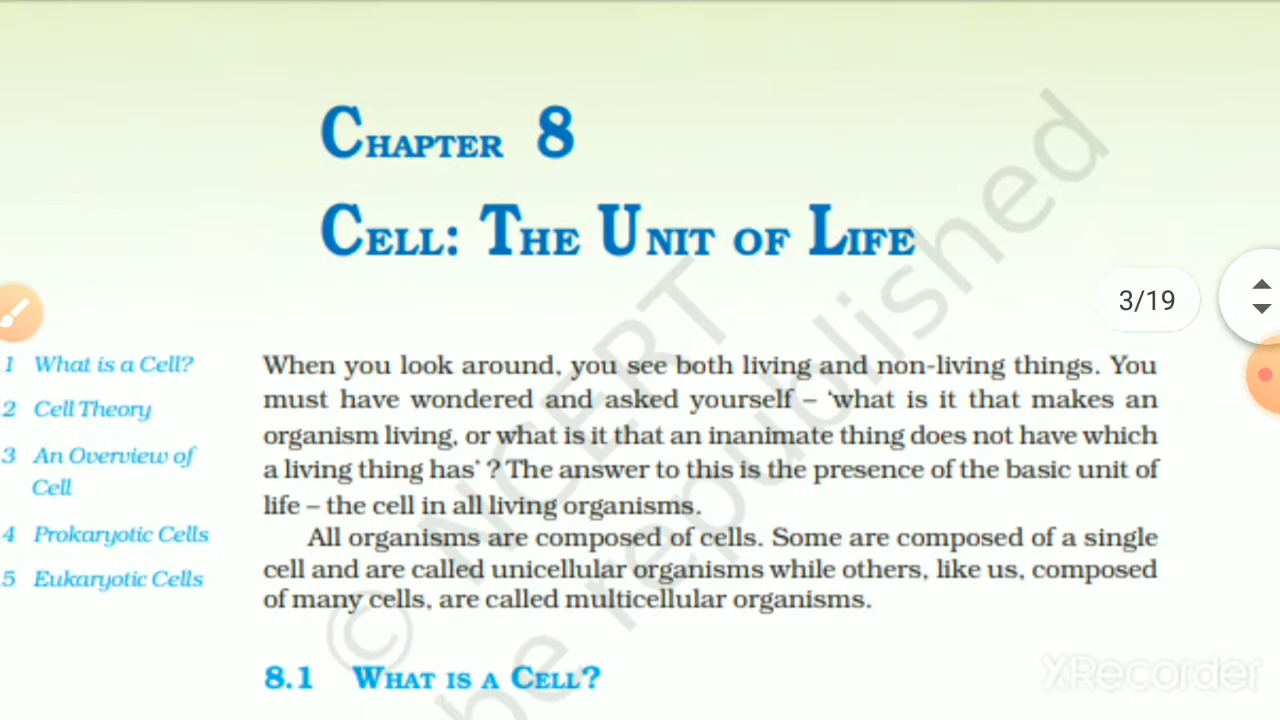 CHAPTER 8
CELL: THE UNIT OF LIFE
3/19
1 What is a Cell?
2 Cell Theory
3 An Overview of
Cell
4 Prokaryotic Cells
5 Eukaryotic Cells
When you look around, you see both living and non-living things. You
must have wondered and asked yourself – 'what is it that makes an
organism living, or what is it that an inanimate thing does not have which
a living thing has' ? The answer to this is the presence of the basic unit of
life – the cell in all living organisms.
All organisms are composed of cells. Some are composed of a single
cell and are called unicellular organisms while others, like us, composed
of many cells, are called multicellular organisms.
8.1 WHAT IS A CELL?
© NCERT
be republished
XRecorder